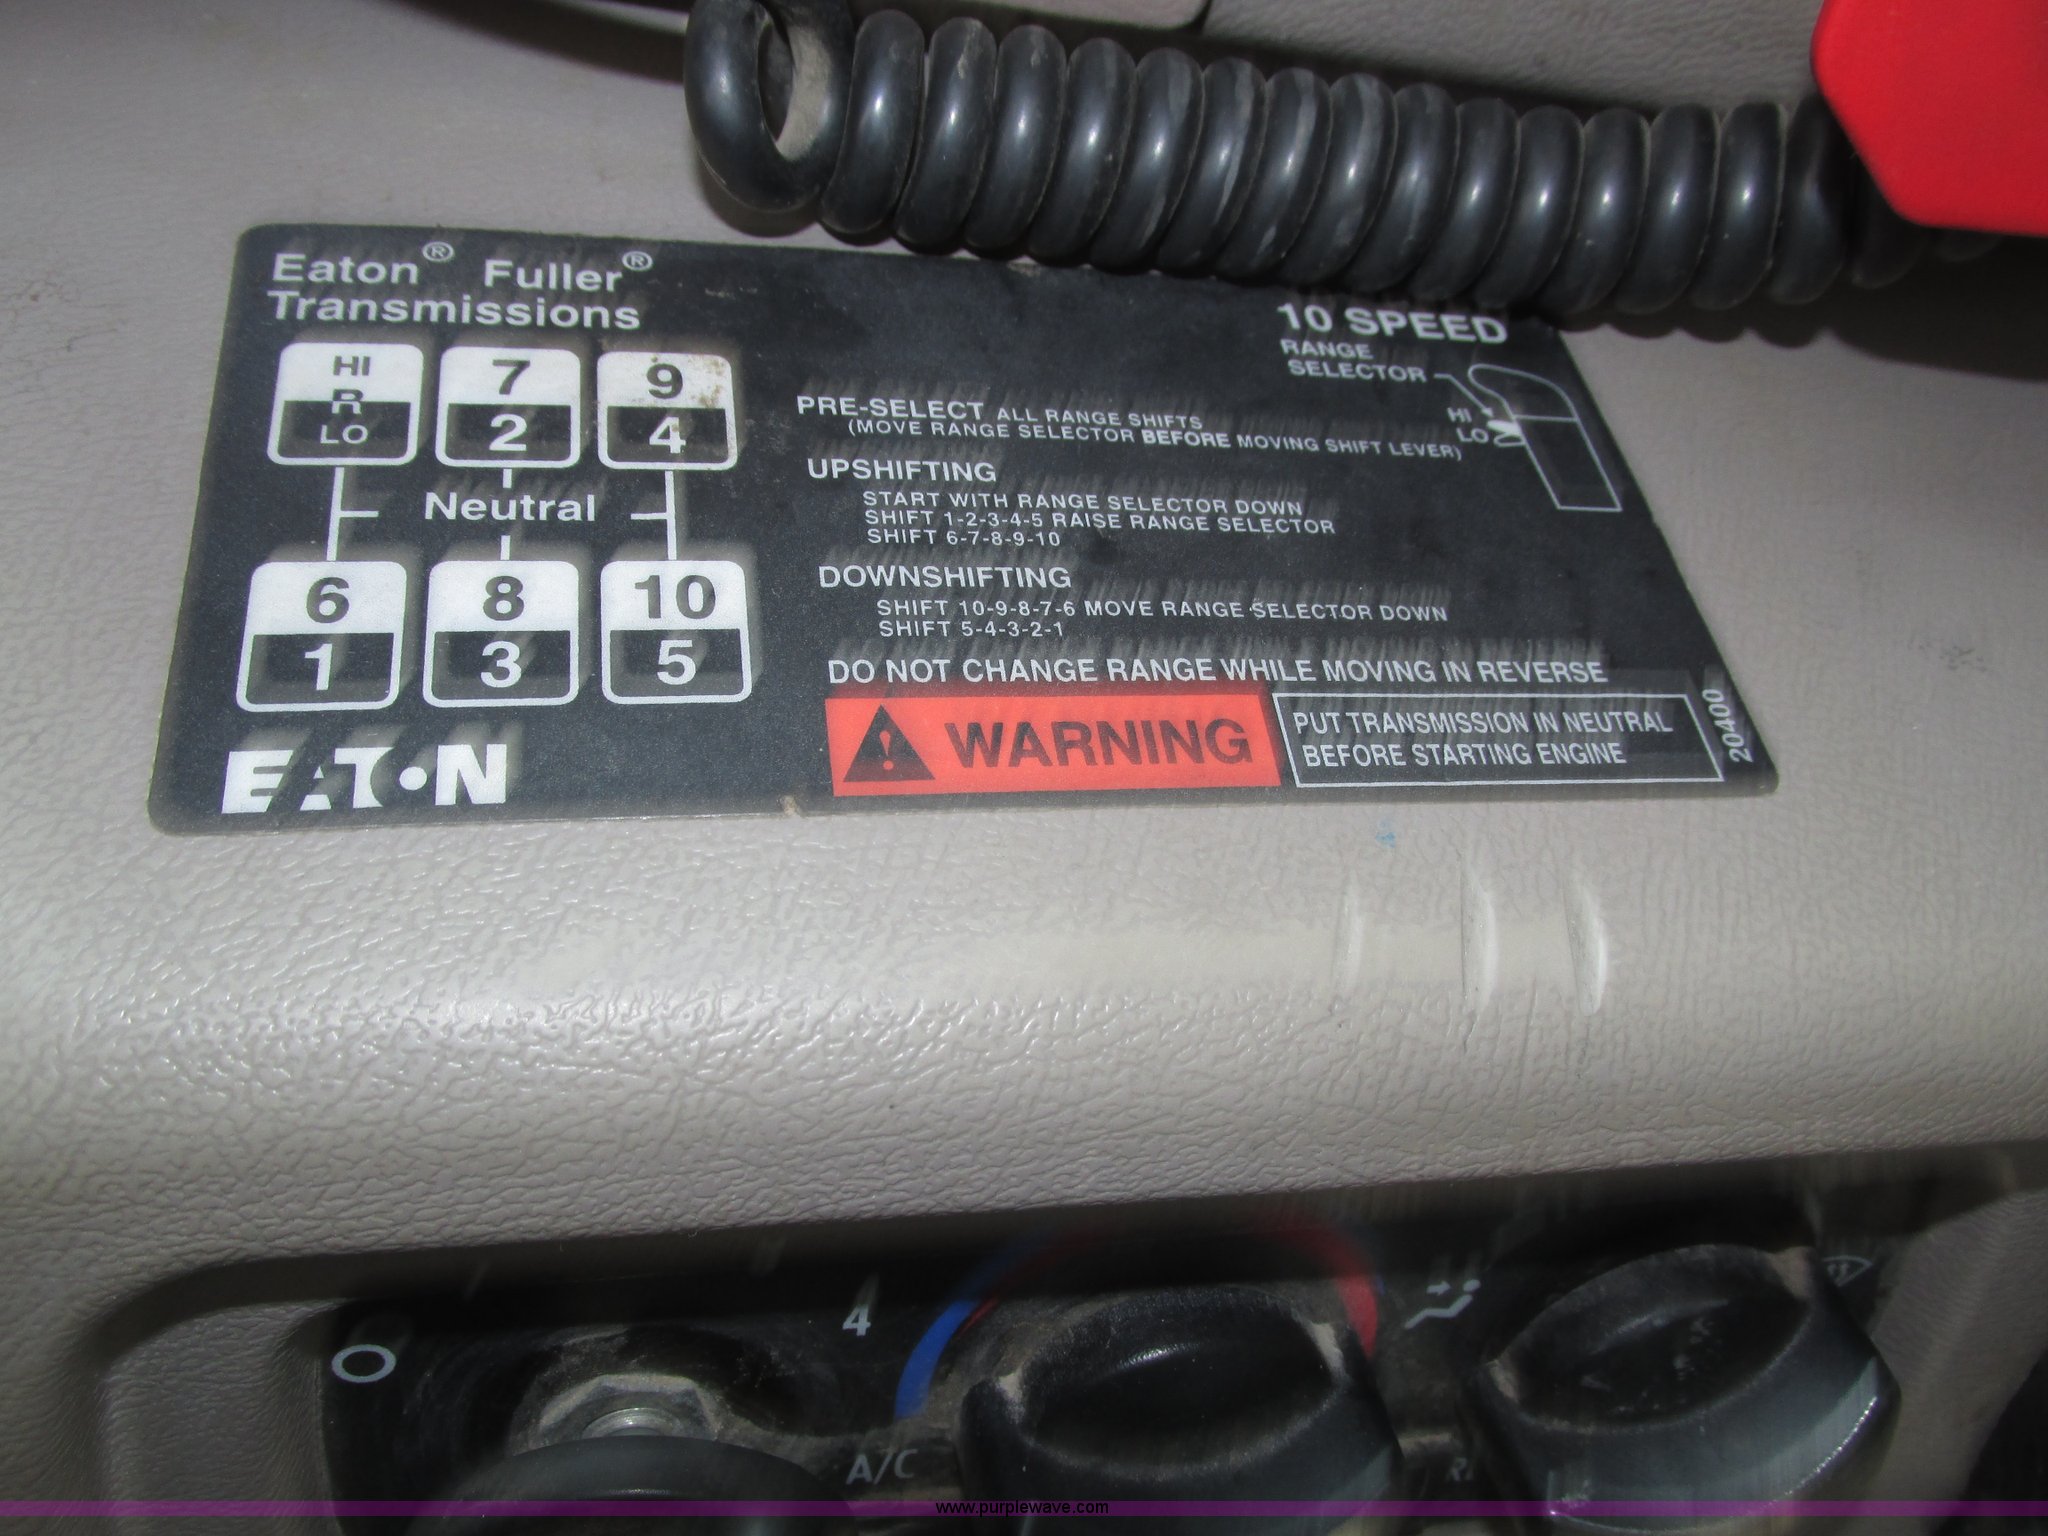 Eaton® Fuller®
Transmissions
HI
R
LO
7
2
9
4
Neutral
6
1
8
3
10
5
EATON
10 SPEED
RANGE
SELECTOR
HI
LO
PRE-SELECT ALL RANGE SHIFTS
(MOVE RANGE SELECTOR BEFORE MOVING SHIFT LEVER)
UPSHIFTING
START WITH RANGE SELECTOR DOWN
SHIFT 1-2-3-4-5 RAISE RANGE SELECTOR
SHIFT 6-7-8-9-10
DOWNSHIFTING
SHIFT 10-9-8-7-6 MOVE RANGE SELECTOR DOWN
SHIFT 5-4-3-2-1
DO NOT CHANGE RANGE WHILE MOVING IN REVERSE
WARNING
PUT TRANSMISSION IN NEUTRAL
BEFORE STARTING ENGINE
20400
O
4
A/C
www.purplewave.com